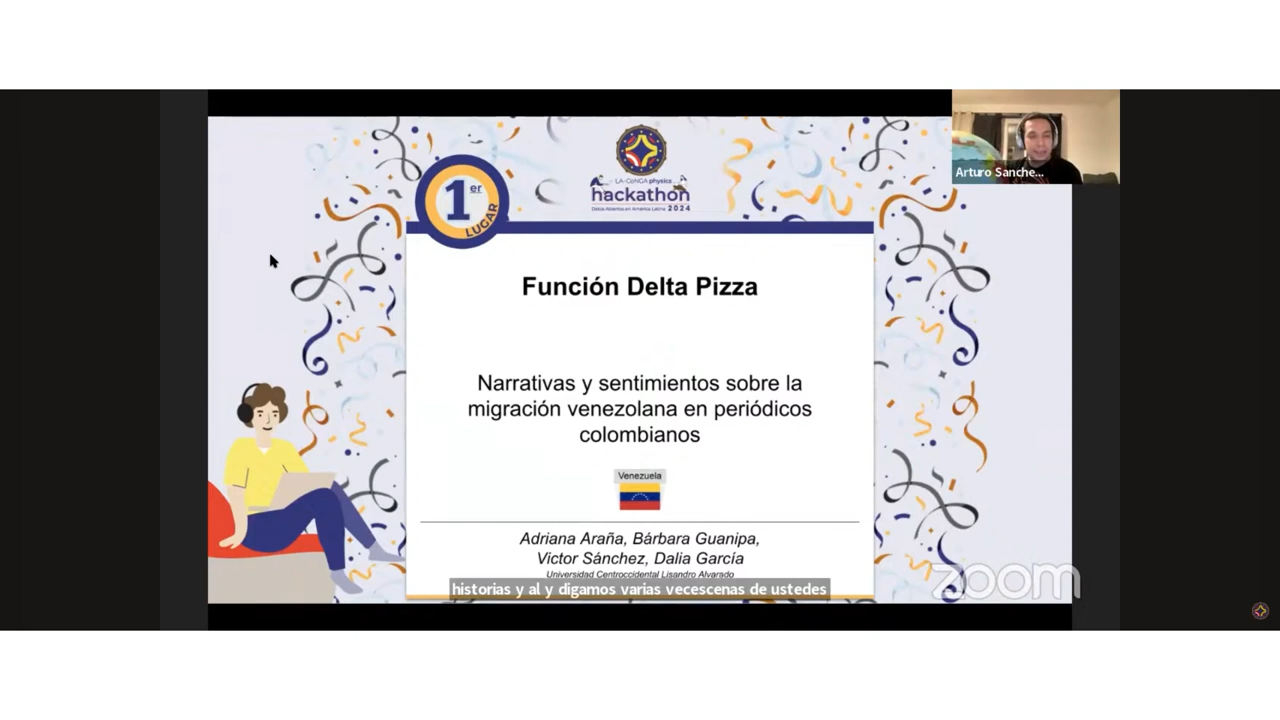 1er
LUGAR
LA-CoNGA physics
hackathon
Datos Abiertos en América Latina 2024
Arturo Sanche...
Función Delta Pizza
Narrativas y sentimientos sobre la
migración venezolana en periódicos
colombianos
Venezuela
Adriana Araña, Bárbara Guanipa,
Victor Sánchez, Dalia García
Universidad Centroccidental Lisandro Alvarado
historias y al y digamos varias vecescenas de ustedes
zoom